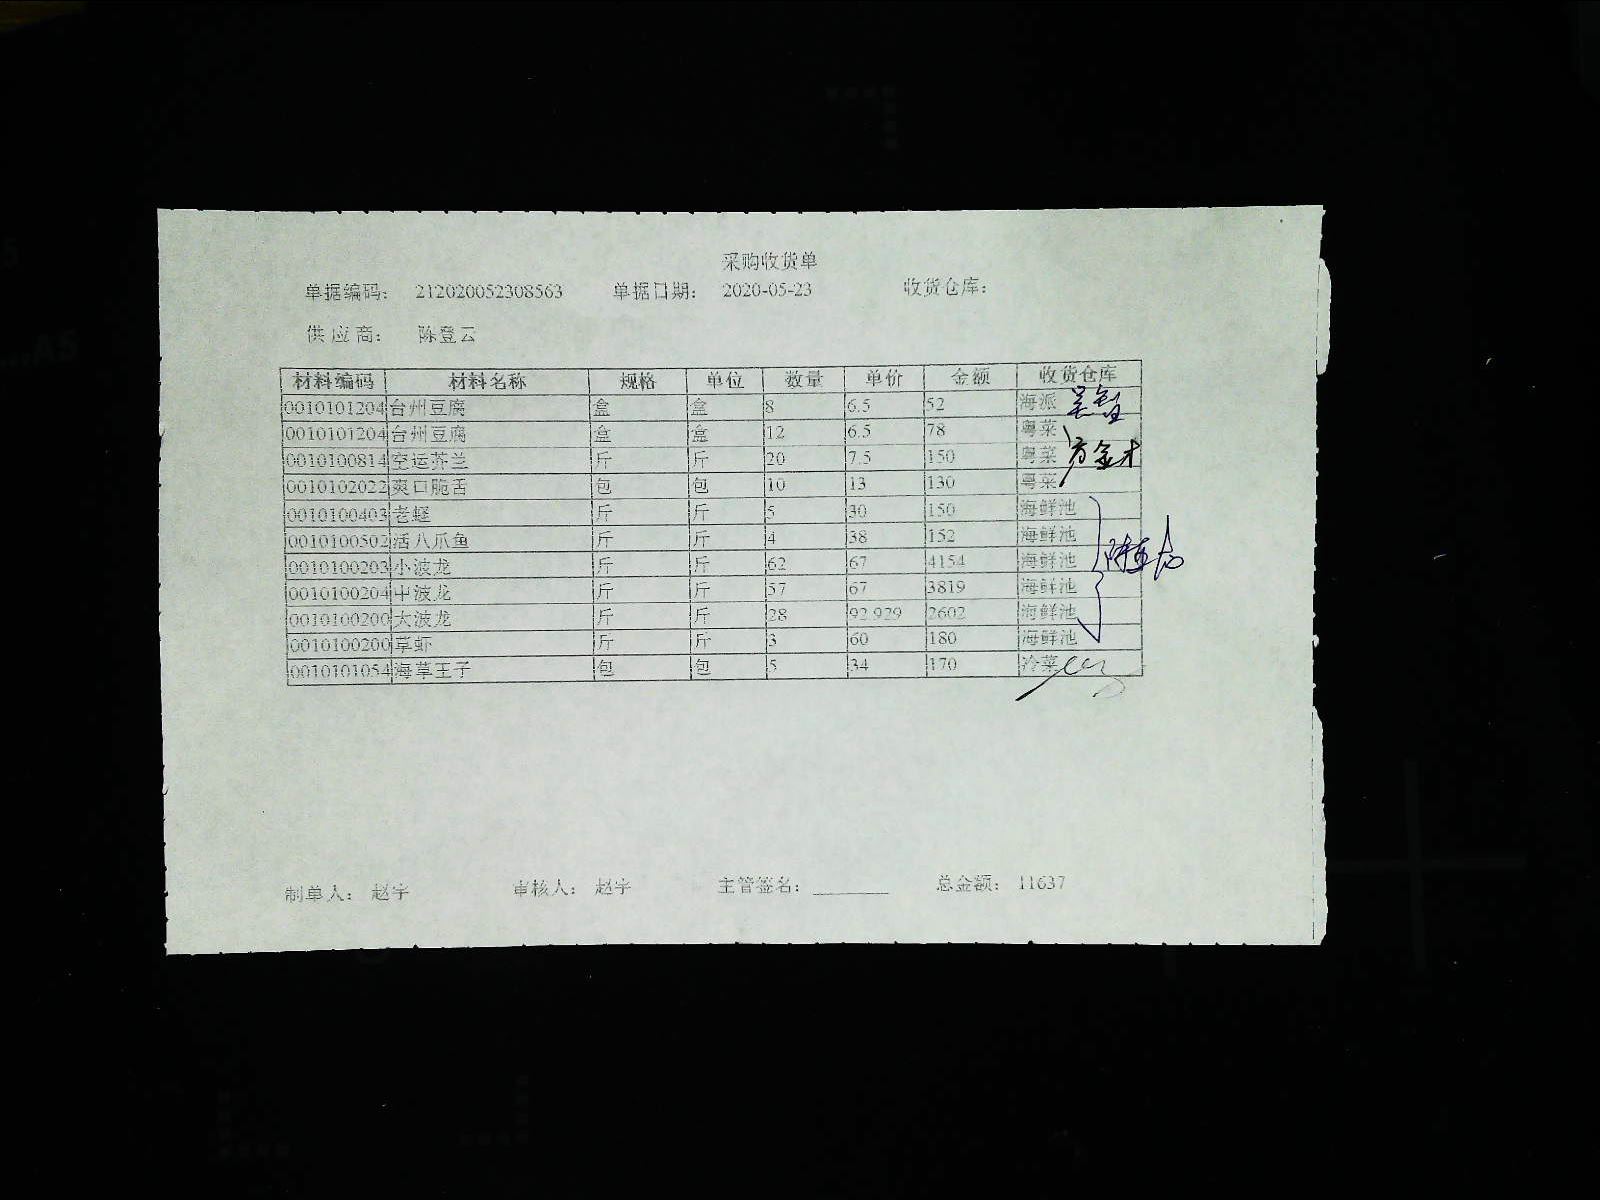 采购收货单
单据编码: 212020052308563 单据日期: 2020-05-23 收货仓库:
供应商: 陈登云
材料编码 材料名称 规格 单位 数量 单价 金额 收货仓库
0010101204 台州豆腐 盒 盒 8 6.5 52 海派
0010101204 台州豆腐 盒 盒 12 6.5 78 粤菜
0010100814 空运芥兰 斤 斤 20 7.5 150 粤菜 方金才
0010102022 爽口脆舌 包 包 10 13 130 粤菜
0010100403 老蛏 斤 斤 5 30 150 海鲜池
0010100502 活八爪鱼 斤 斤 4 38 152 海鲜池
0010100203 小波龙 斤 斤 62 67 4154 海鲜池
0010100204 中波龙 斤 斤 57 67 3819 海鲜池
0010100200 大波龙 斤 斤 28 92.929 2602 海鲜池
0010100200 草虾 斤 斤 3 60 180 海鲜池
0010101054 海草王子 包 包 5 34 170 冷菜
制单人: 赵宇 审核人: 赵宇 主管签名: ________ 总金额: 11637